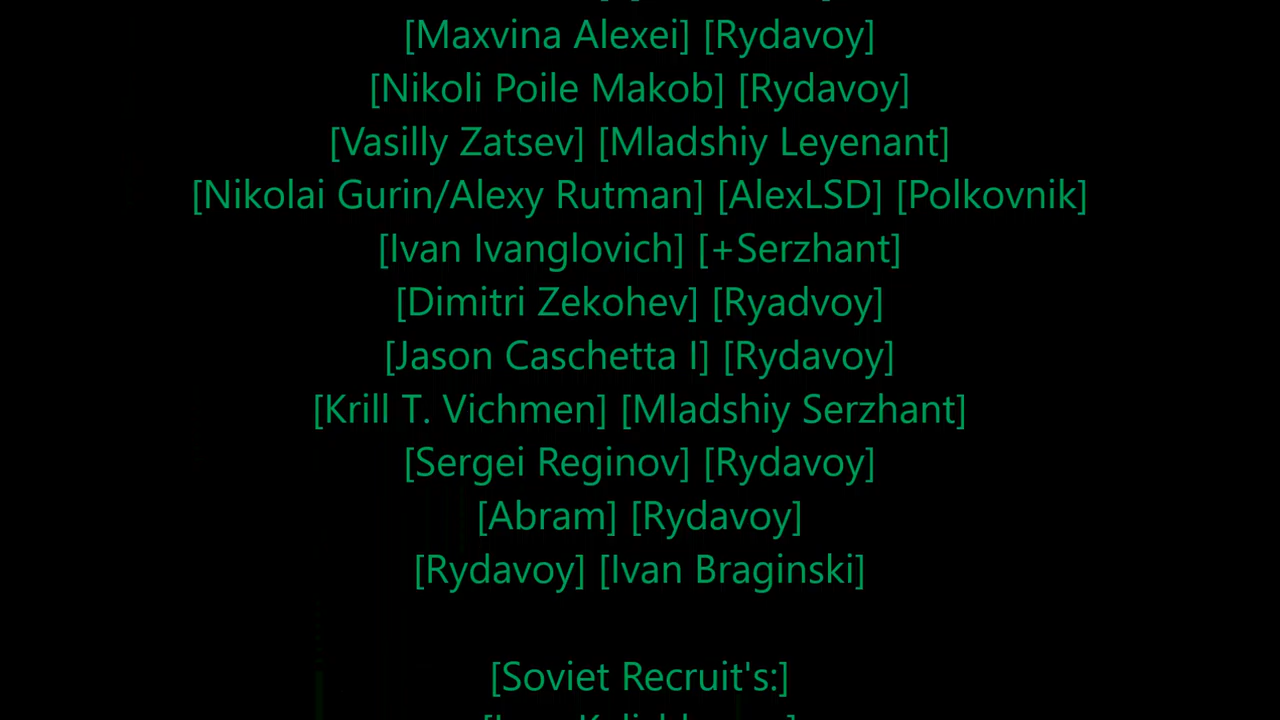 [Maxvina Alexei] [Rydavoy]
[Nikoli Poile Makob] [Rydavoy]
[Vasilly Zatsev] [Mladshiy Leyenant]
[Nikolai Gurin/Alexy Rutman] [AlexLSD] [Polkovnik]
[Ivan Ivanglovich] [+Serzhant]
[Dimitri Zekohev] [Ryadvoy]
[Jason Caschetta I] [Rydavoy]
[Krill T. Vichmen] [Mladshiy Serzhant]
[Sergei Reginov] [Rydavoy]
[Abram] [Rydavoy]
[Rydavoy] [Ivan Braginski]
[Soviet Recruit's:]